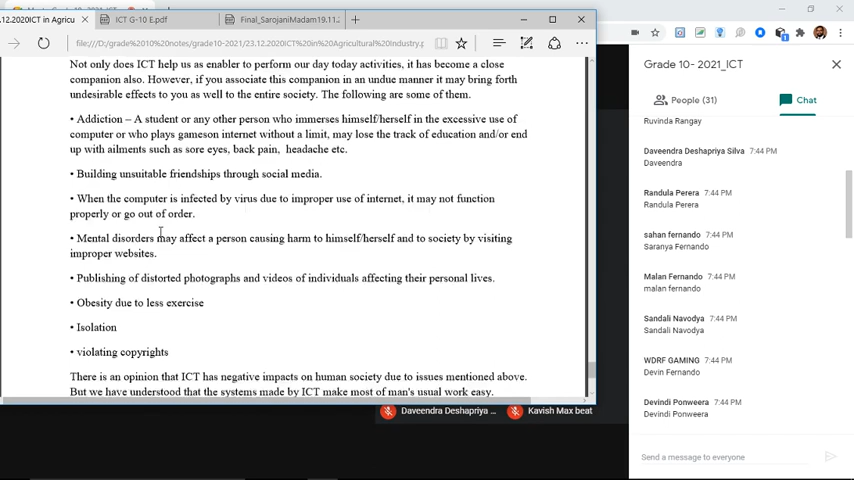 12.2020ICT in Agricu
ICT G-10 E.pdf
Final_SarojaniMadam19.11.2
file:///D:/grade%2010%20notes/grade10-2021/23.12.2020ICT%20in%20Agricultural%20Industry.p
Not only does ICT help us as enabler to perform our day today activities, it has become a close
companion also. However, if you associate this companion in an undue manner it may bring forth
undesirable effects to you as well to the entire society. The following are some of them.
• Addiction – A student or any other person who immerses himself/herself in the excessive use of
computer or who plays gameson internet without a limit, may lose the track of education and/or end
up with ailments such as sore eyes, back pain, headache etc.
• Building unsuitable friendships through social media.
• When the computer is infected by virus due to improper use of internet, it may not function
properly or go out of order.
• Mental disorders may affect a person causing harm to himself/herself and to society by visiting
improper websites.
• Publishing of distorted photographs and videos of individuals affecting their personal lives.
• Obesity due to less exercise
• Isolation
• violating copyrights
There is an opinion that ICT has negative impacts on human society due to issues mentioned above.
But we have understood that the systems made by ICT make most of man's usual work easy.
Daveendra Deshapriya ...
Kavish Max beat
Grade 10- 2021_ICT
People (31)
Chat
Ruvinda Rangay
Daveendra Deshapriya Silva 7:44 PM
Daveendra
Randula Perera 7:44 PM
Randula Perera
sahan fernando 7:44 PM
Saranya Fernando
Malan Fernando 7:44 PM
malan fernando
Sandali Navodya 7:44 PM
Sandali Navodya
WDRF GAMING 7:44 PM
Devin Fernando
Devindi Ponweera 7:44 PM
Devindi Ponweera
Send a message to everyone